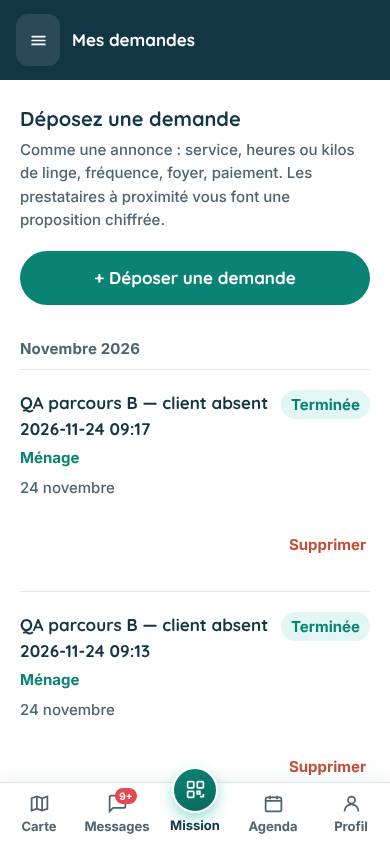 Mes demandes
Déposez une demande
Comme une annonce : service, heures ou kilos
de linge, fréquence, foyer, paiement. Les
prestataires à proximité vous font une
proposition chiffrée.
+ Déposer une demande
Novembre 2026
QA parcours B — client absent
2026-11-24 09:17
Terminée
Ménage
24 novembre
Supprimer
QA parcours B — client absent
2026-11-24 09:13
Terminée
Ménage
24 novembre
Supprimer
9+
Carte
Messages
Mission
Agenda
Profil